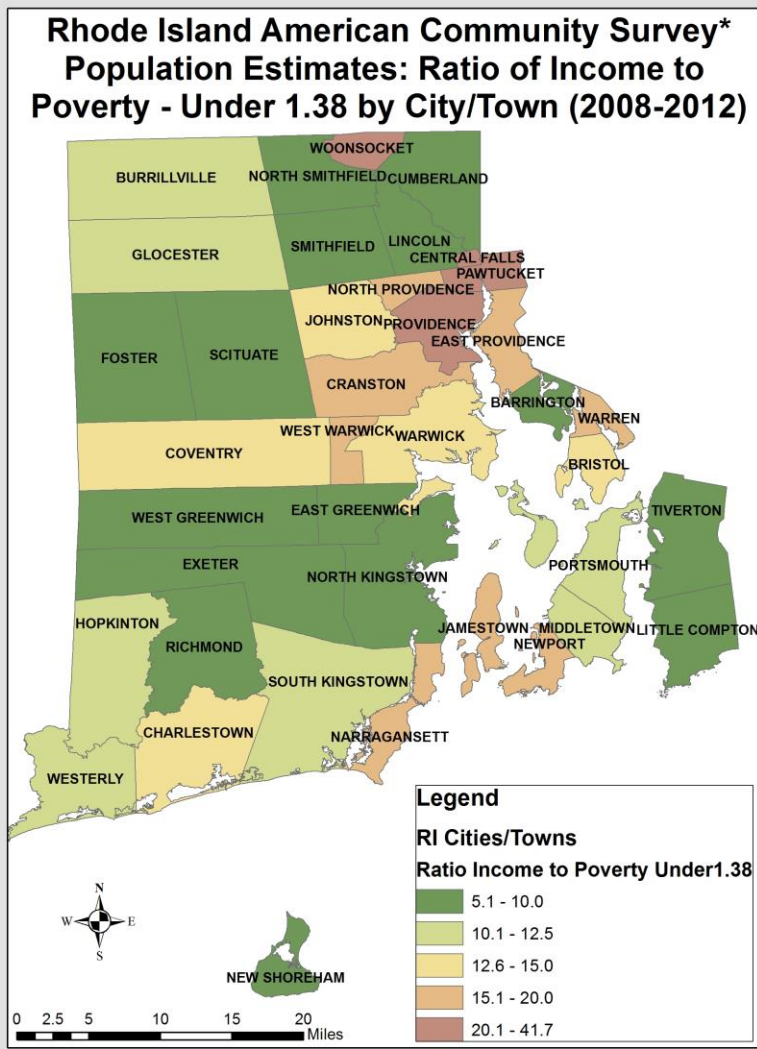 Rhode Island American Community Survey*
Population Estimates: Ratio of Income to
Poverty - Under 1.38 by City/Town (2008-2012)
WOONSOCKET
BURRILLVILLE
NORTH SMITHFIELD
CUMBERLAND
GLOCESTER
SMITHFIELD
LINCOLN
CENTRAL FALLS
PAWTUCKET
NORTH PROVIDENCE
JOHNSTON
PROVIDENCE
EAST PROVIDENCE
FOSTER
SCITUATE
CRANSTON
BARRINGTON
WARREN
WEST WARWICK
WARWICK
COVENTRY
BRISTOL
WEST GREENWICH
EAST GREENWICH
TIVERTON
EXETER
NORTH KINGSTOWN
PORTSMOUTH
HOPKINTON
RICHMOND
JAMESTOWN
MIDDLETOWN
NEWPORT
LITTLE COMPTON
SOUTH KINGSTOWN
CHARLESTOWN
NARRAGANSETT
WESTERLY
Legend
RI Cities/Towns
Ratio Income to Poverty Under1.38
5.1 - 10.0
10.1 - 12.5
12.6 - 15.0
15.1 - 20.0
20.1 - 41.7
N
W
E
S
NEW SHOREHAM
0 2.5 5 10 15 20
Miles